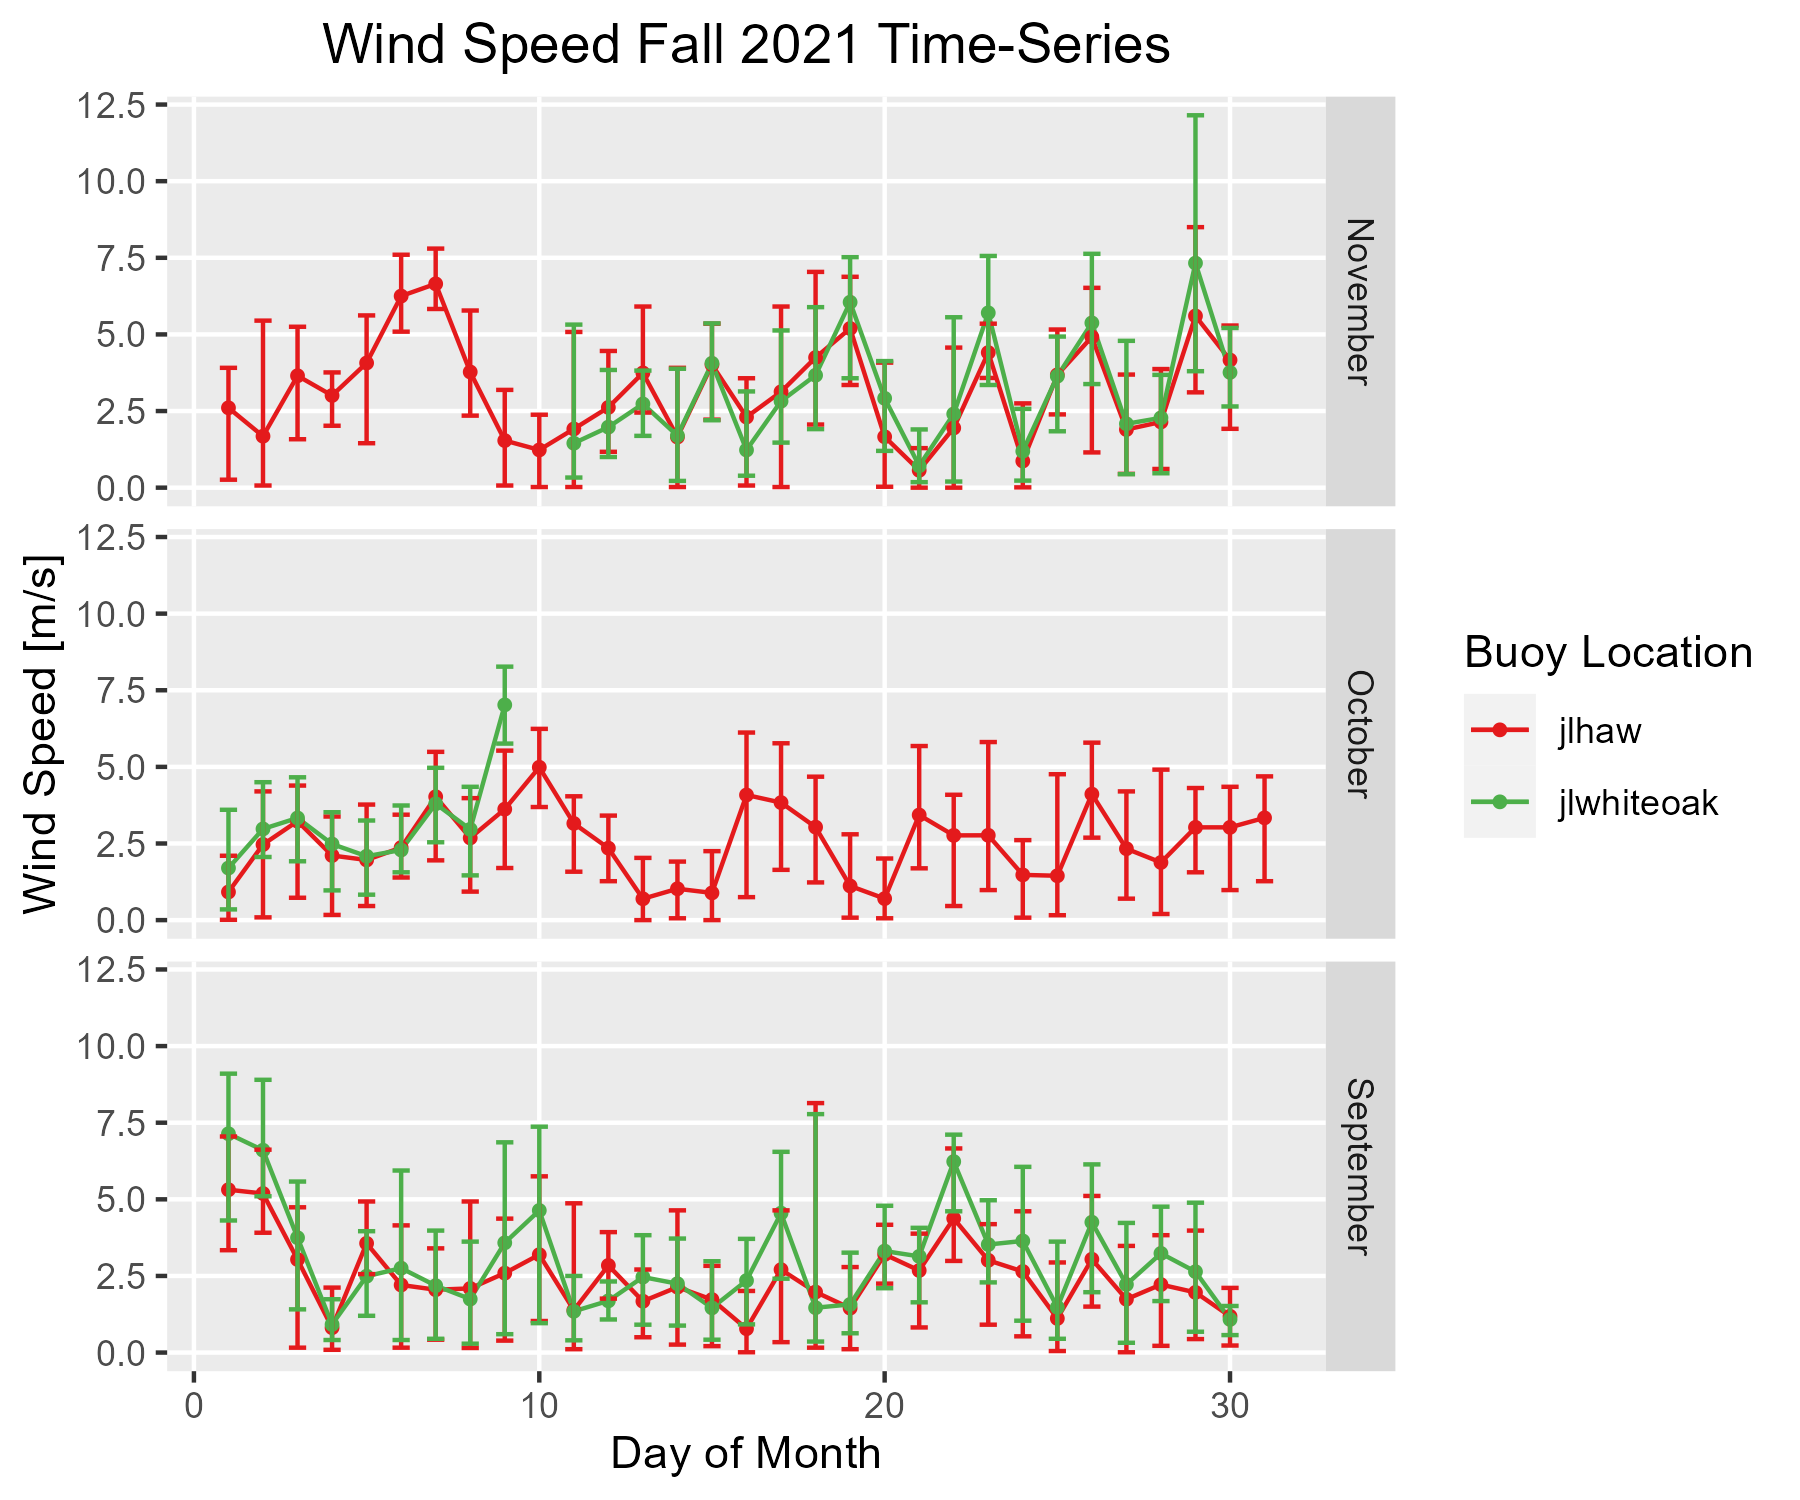 Wind Speed Fall 2021 Time-Series
12.5
10.0
7.5
5.0
2.5
0.0
November
12.5
10.0
7.5
5.0
2.5
0.0
October
12.5
10.0
7.5
5.0
2.5
0.0
September
Wind Speed [m/s]
0 10 20 30
Day of Month
Buoy Location
jlhaw
jlwhiteoak